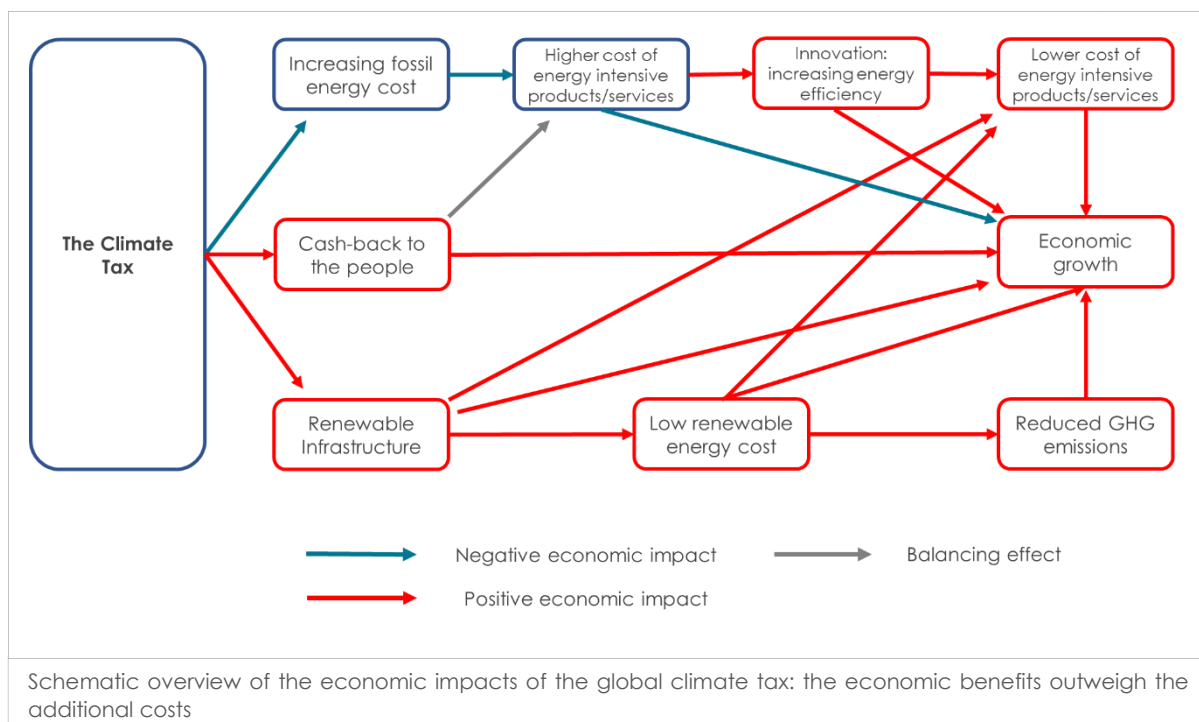 Increasing fossil
energy cost
Higher cost of
energy intensive
products/services
Innovation:
increasing energy
efficiency
Lower cost of
energy intensive
products/services
The Climate
Tax
Cash-back to
the people
Economic
growth
Renewable
Infrastructure
Low renewable
energy cost
Reduced GHG
emissions
Negative economic impact
Balancing effect
Positive economic impact
Schematic overview of the economic impacts of the global climate tax: the economic benefits outweigh the
additional costs